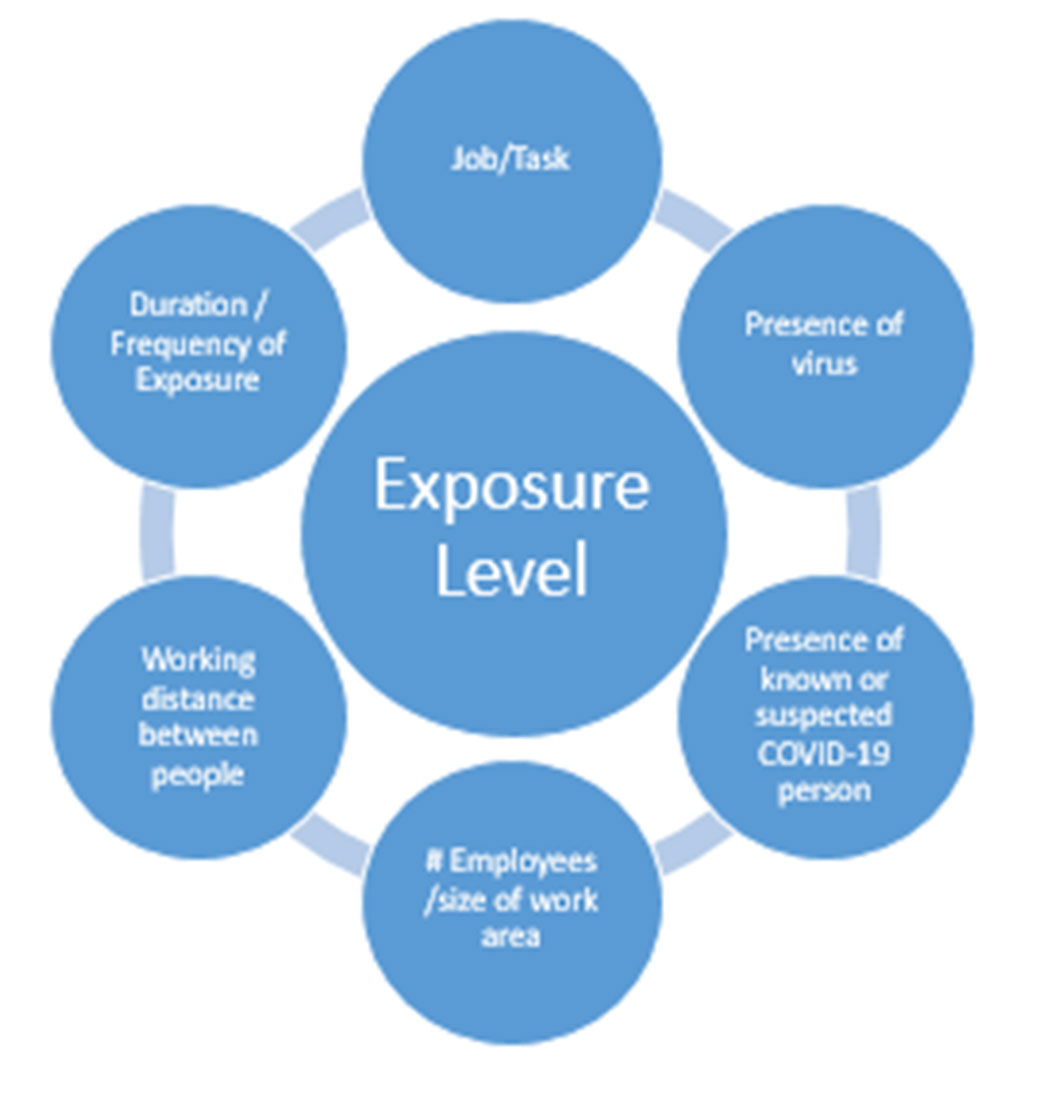 Job/Task
Presence of
virus
Presence of
known or
suspected
COVID-19
person
# Employees
/size of work
area
Working
distance
between
people
Duration /
Frequency of
Exposure
Exposure
Level